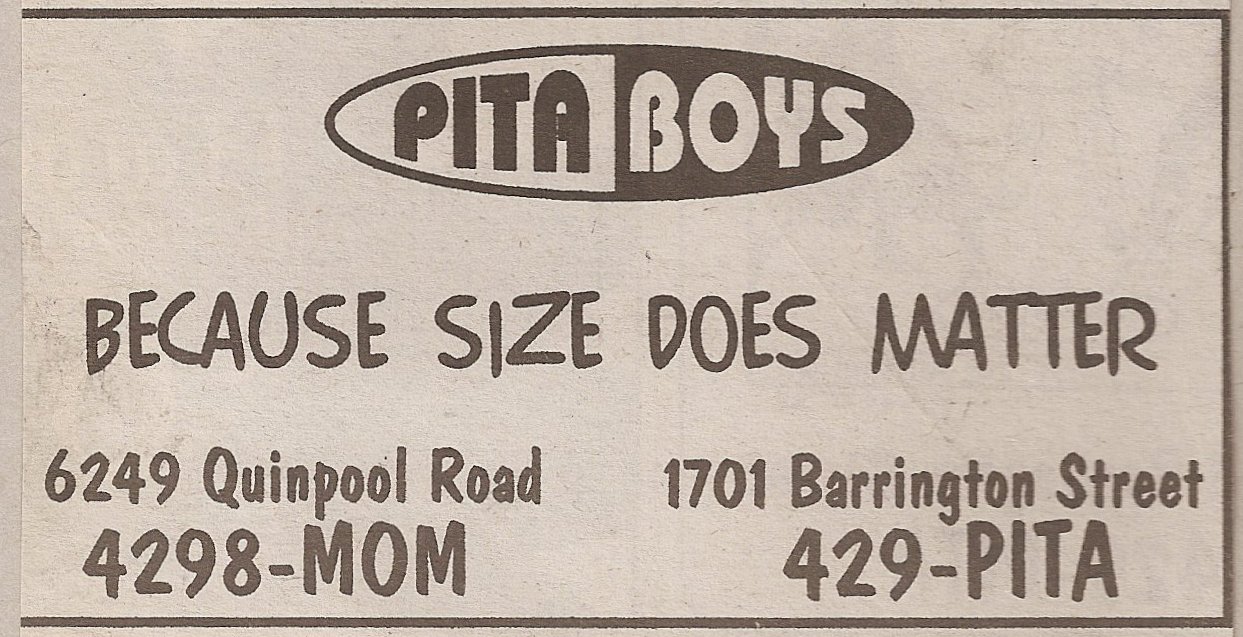 PITA BOYS
BECAUSE SIZE DOES MATTER
6249 Quinpool Road
4298-MOM
1701 Barrington Street
429-PITA